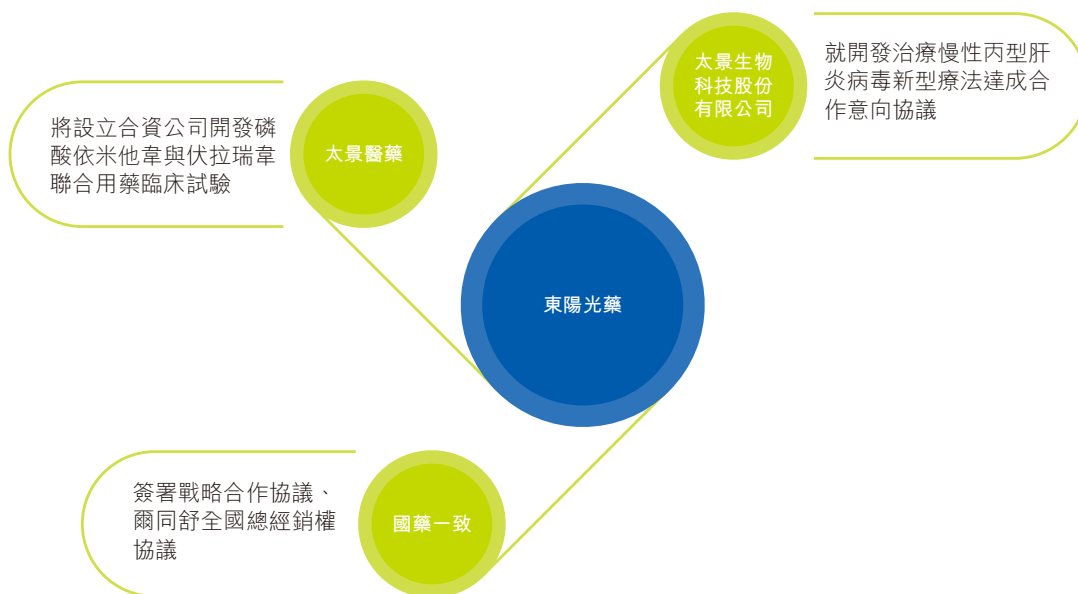 太景生物
科技股份
有限公司
就開發治療慢性丙型肝
炎病毒新型療法達成合
作意向協議
將設立合資公司開發磷
酸依米他韋與伏拉瑞韋
聯合用藥臨床試驗
太景醫藥
東陽光藥
簽署戰略合作協議、
爾同舒全國總經銷權
協議
國藥一致